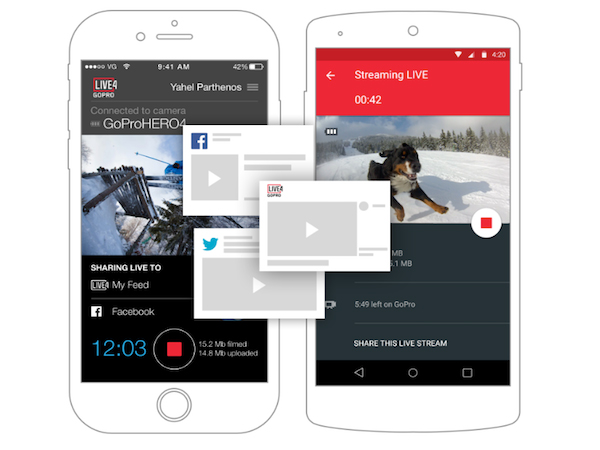 VG 9:41 AM 42%
LIVE4
GOPRO
Yahel Parthenos
Connected to camera
GoProHERO4
SHARING LIVE TO
LIVE4 My Feed
Facebook
12:03
15.2 Mb filmed
14.8 Mb uploaded
LIVE4
GOPRO
4:20
Streaming LIVE
00:42
MB
5.1 MB
5:49 left on GoPro
SHARE THIS LIVE STREAM